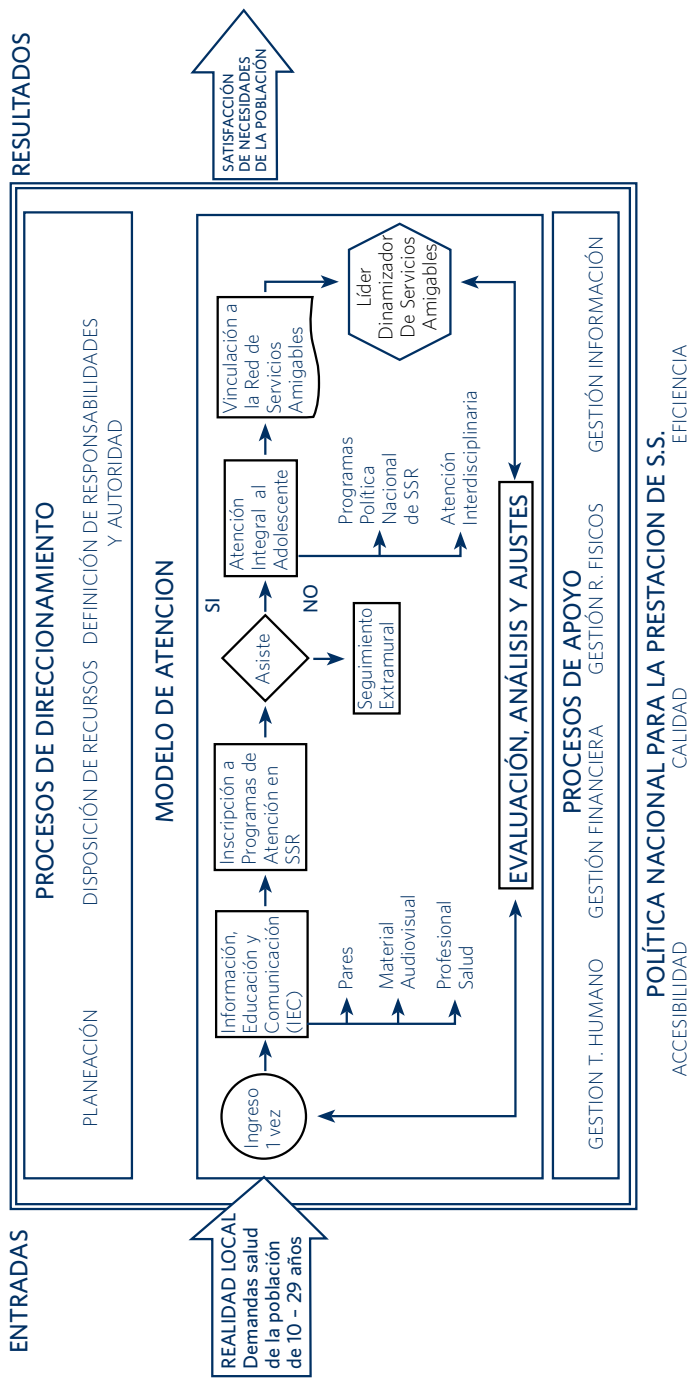 ENTRADAS
RESULTADOS
PROCESOS DE DIRECCIONAMIENTO
PLANEACIÓN
DISPOSICIÓN DE RECURSOS
DEFINICIÓN DE RESPONSABILIDADES
Y AUTORIDAD
MODELO DE ATENCION
REALIDAD LOCAL
Demandas salud
de la población
de 10 - 29 años
Ingreso
1 vez
Información,
Educación y
Comunicación
(IEC)
Pares
Material
Audiovisual
Profesional
Salud
Inscripción a
Programas de
Atención en
SSR
Asiste
SI
NO
Seguimiento
Extramural
Atención
Integral al
Adolescente
Programas
Política
Nacional
de SSR
Atención
Interdisciplinaria
Vinculación a
la Red de
Servicios
Amigables
Líder
Dinamizador
De Servicios
Amigables
SATISFACCIÓN
DE NECESIDADES
DE LA POBLACIÓN
EVALUACIÓN, ANÁLISIS Y AJUSTES
PROCESOS DE APOYO
GESTION T. HUMANO
GESTIÓN FINANCIERA
GESTIÓN R. FISICOS
GESTIÓN INFORMACIÓN
POLÍTICA NACIONAL PARA LA PRESTACION DE S.S.
ACCESIBILIDAD
CALIDAD
EFICIENCIA